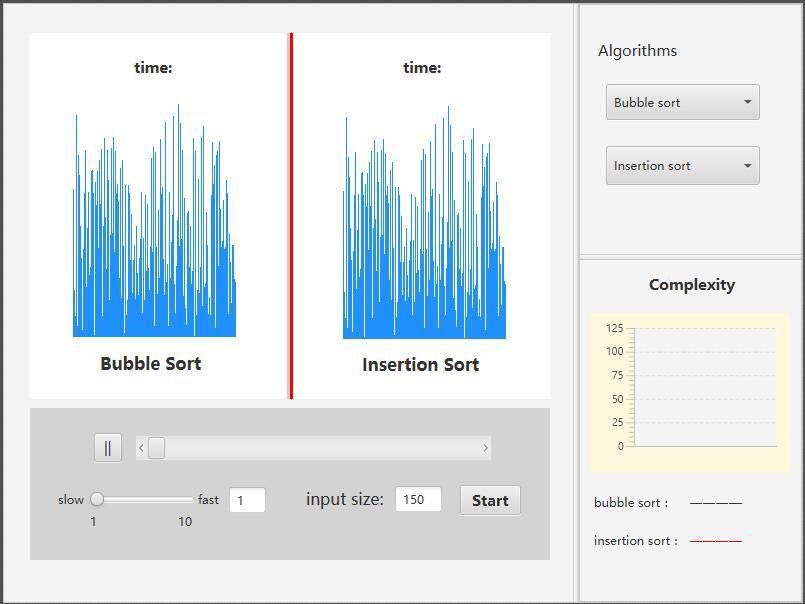 time:
time:
Bubble Sort
Insertion Sort
||
slow
fast
1
1
10
input size:
150
Start
Algorithms
Bubble sort
Insertion sort
Complexity
125
100
75
50
25
0
bubble sort :
insertion sort :